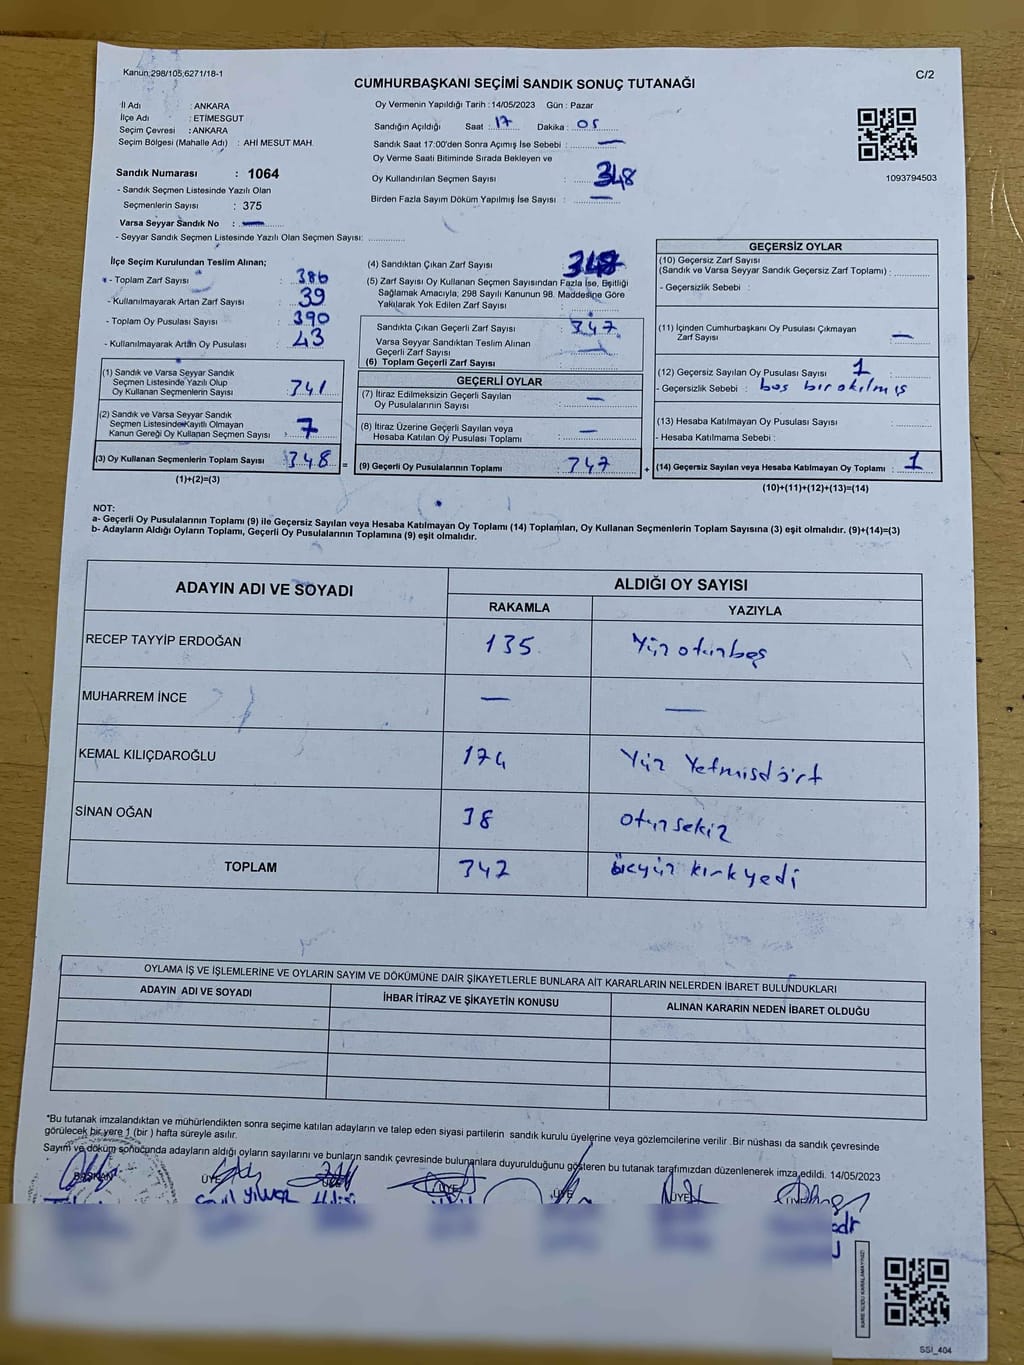 Kanun;298/105;6271/18-1
C/2
CUMHURBAŞKANI SEÇİMİ SANDIK SONUÇ TUTANAĞI
İl Adı : ANKARA
İlçe Adı : ETİMESGUT
Seçim Çevresi : ANKARA
Seçim Bölgesi (Mahalle Adı) : AHİ MESUT MAH.
Sandık Numarası : 1064
- Sandık Seçmen Listesinde Yazılı Olan
Seçmenlerin Sayısı : 375
Varsa Seyyar Sandık No : —
- Seyyar Sandık Seçmen Listesinde Yazılı Olan Seçmen Sayısı:
Oy Vermenin Yapıldığı Tarih : 14/05/2023 Gün : Pazar
Sandığın Açıldığı Saat : 17 Dakika : 05
Sandık Saat 17:00'den Sonra Açımış İse Sebebi : —
Oy Verme Saati Bitiminde Sırada Bekleyen ve
Oy Kullandırılan Seçmen Sayısı : 348
Birden Fazla Sayım Döküm Yapılmış İse Sayısı : —
1093794503
İlçe Seçim Kurulundan Teslim Alınan;
- Toplam Zarf Sayısı : 386
- Kullanılmayarak Artan Zarf Sayısı : 39
- Toplam Oy Pusulası Sayısı : 390
- Kullanılmayarak Artan Oy Pusulası : 43
(1) Sandık ve Varsa Seyyar Sandık
Seçmen Listesinde Yazılı Olup
Oy Kullanan Seçmenlerin Sayısı : 341
(2) Sandık ve Varsa Seyyar Sandık
Seçmen Listesinde Kayıtlı Olmayan
Kanun Gereği Oy Kullanan Seçmen Sayısı : 7
(3) Oy Kullanan Seçmenlerin Toplam Sayısı : 348 =
(1)+(2)=(3)
(4) Sandıktan Çıkan Zarf Sayısı :
(5) Zarf Sayısı Oy Kullanan Seçmen Sayısından Fazla İse, Eşitliği
Sağlamak Amacıyla; 298 Sayılı Kanunun 98. Maddesine Göre
Yakılarak Yok Edilen Zarf Sayısı :
Sandıkta Çıkan Geçerli Zarf Sayısı : 347
Varsa Seyyar Sandıktan Teslim Alınan
Geçerli Zarf Sayısı : —
(6) Toplam Geçerli Zarf Sayısı :
GEÇERLİ OYLAR
(7) İtiraz Edilmeksizin Geçerli Sayılan
Oy Pusulalarının Sayısı : —
(8) İtiraz Üzerine Geçerli Sayılan veya
Hesaba Katılan Oy Pusulası Toplamı : —
(9) Geçerli Oy Pusulalarının Toplamı : 347 +
GEÇERSİZ OYLAR
(10) Geçersiz Zarf Sayısı
(Sandık ve Varsa Seyyar Sandık Geçersiz Zarf Toplamı) :
- Geçersizlik Sebebi :
(11) İçinden Cumhurbaşkanı Oy Pusulası Çıkmayan
Zarf Sayısı : —
(12) Geçersiz Sayılan Oy Pusulası Sayısı : 1
- Geçersizlik Sebebi : boş bırakılmış
(13) Hesaba Katılmayan Oy Pusulası Sayısı :
- Hesaba Katılmama Sebebi :
(14) Geçersiz Sayılan veya Hesaba Katılmayan Oy Toplamı : 1
(10)+(11)+(12)+(13)=(14)
NOT:
a- Geçerli Oy Pusulalarının Toplamı (9) ile Geçersiz Sayılan veya Hesaba Katılmayan Oy Toplamı (14) Toplamları, Oy Kullanan Seçmenlerin Toplam Sayısına (3) eşit olmalıdır. (9)+(14)=(3)
b- Adayların Aldığı Oyların Toplamı, Geçerli Oy Pusulalarının Toplamına (9) eşit olmalıdır.
ADAYIN ADI VE SOYADI ALDIĞI OY SAYISI
RAKAMLA YAZIYLA
RECEP TAYYİP ERDOĞAN 135 Yüz otuzbeş
MUHARREM İNCE — —
KEMAL KILIÇDAROĞLU 174 Yüz Yetmişdört
SİNAN OĞAN 38 otuzsekiz
TOPLAM 347 üçyüz kırkyedi
OYLAMA İŞ VE İŞLEMLERİNE VE OYLARIN SAYIM VE DÖKÜMÜNE DAİR ŞİKAYETLERLE BUNLARA AİT KARARLARIN NELERDEN İBARET BULUNDUKLARI
ADAYIN ADI VE SOYADI İHBAR İTİRAZ VE ŞİKAYETİN KONUSU ALINAN KARARIN NEDEN İBARET OLDUĞU
*Bu tutanak imzalandıktan ve mühürlendikten sonra seçime katılan adayların ve talep eden siyasi partilerin sandık kurulu üyelerine veya gözlemcilerine verilir .Bir nüshası da sandık çevresinde
görülecek bir yere 1 (bir ) hafta süreyle asılır.
Sayım ve döküm sonucunda adayların aldığı oyların sayılarını ve bunların sandık çevresinde bulunanlara duyurulduğunu gösteren bu tutanak tarafımızdan düzenlenerek imza edildi. 14/05/2023
BAŞKAN ÜYE ÜYE ÜYE ÜYE ÜYE ÜYE
KARE KODU KARALAMAYINIZ!
SSI_404